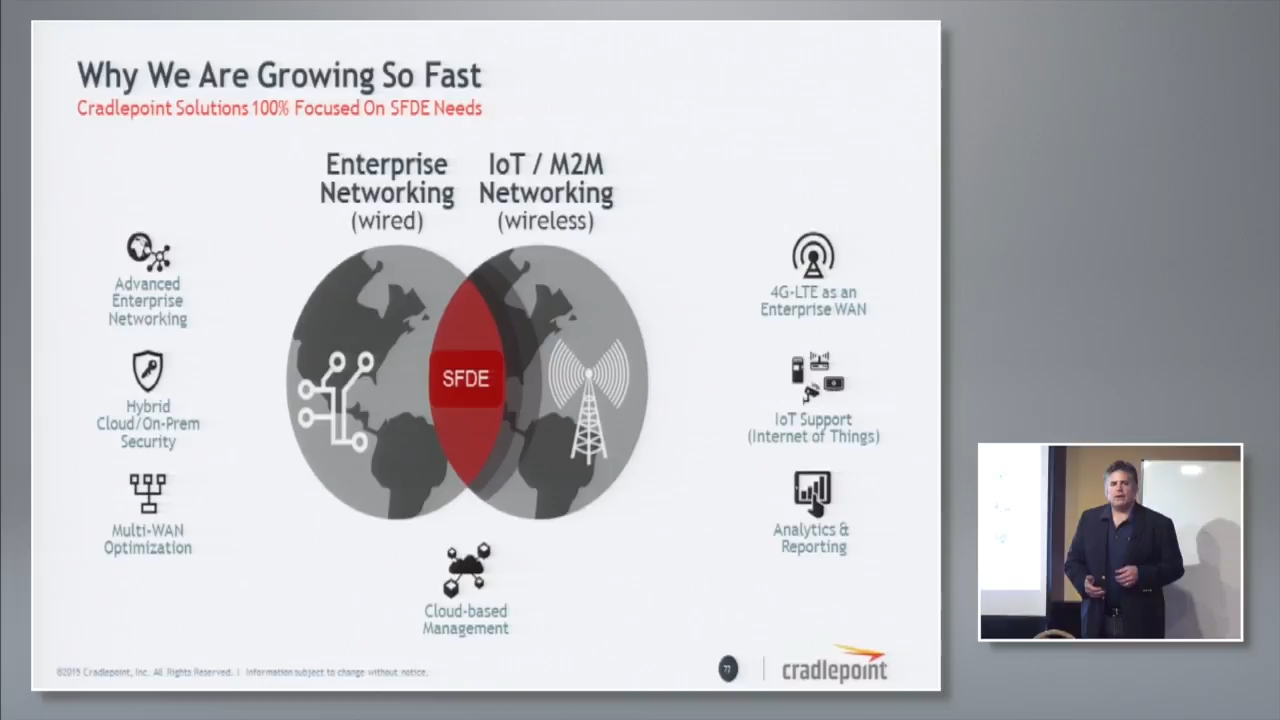 Why We Are Growing So Fast
Cradlepoint Solutions 100% Focused On SFDE Needs
Enterprise
Networking
(wired)
IoT / M2M
Networking
(wireless)
Advanced
Enterprise
Networking
Hybrid
Cloud/On-Prem
Security
Multi-WAN
Optimization
SFDE
4G-LTE as an
Enterprise WAN
IoT Support
(Internet of Things)
Analytics &
Reporting
Cloud-based
Management
©2015 Cradlepoint, Inc. All Rights Reserved. | Information subject to change without notice.
cradlepoint